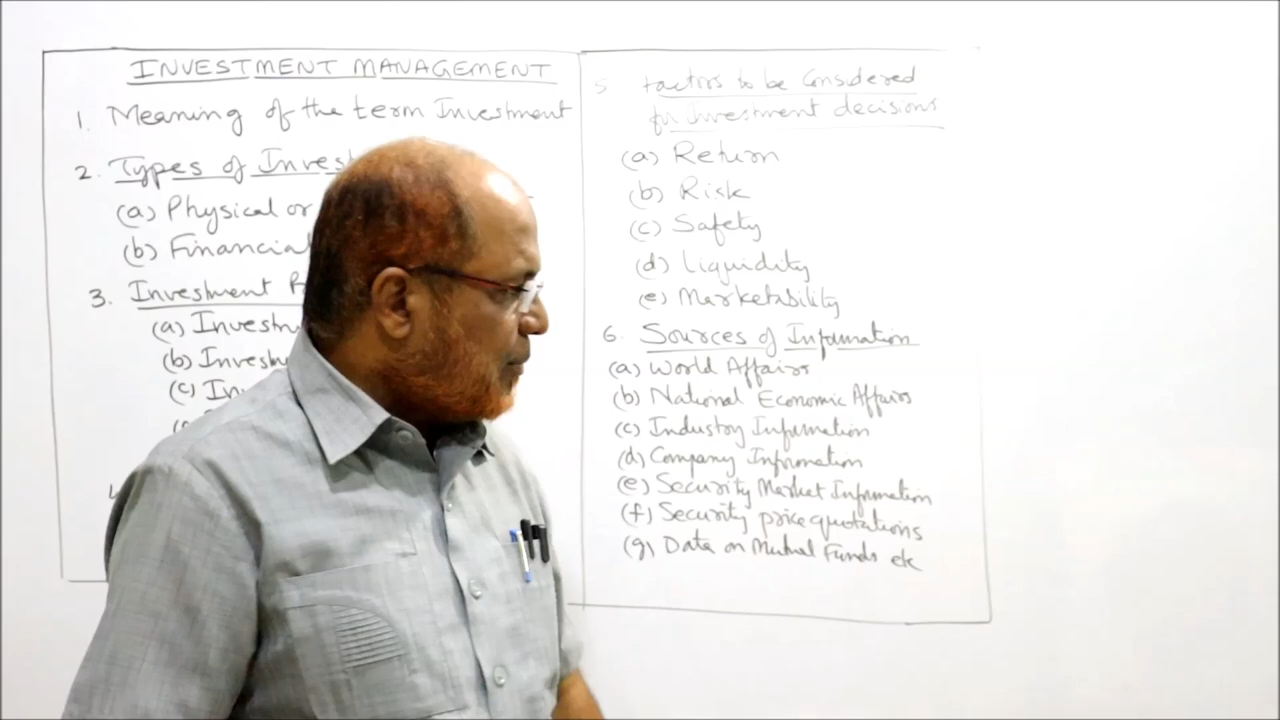 INVESTMENT MANAGEMENT
1. Meaning of the term Investment
2. Types of
(a) Physical or
(b) Financial
3. Investment
(a)
(b)
(c)
5 Factors to be Considered
for Investment decisions
(a) Return
(b) Risk
(c) Safety
(d) Liquidity
(e) Marketability
6. Sources of Information
(a) World Affairs
(b) National Economic Affairs
(c) Industry Information
(d) Company Information
(e) Security Market Information
(f) Security price quotations
(g) Data on Mutual Funds etc